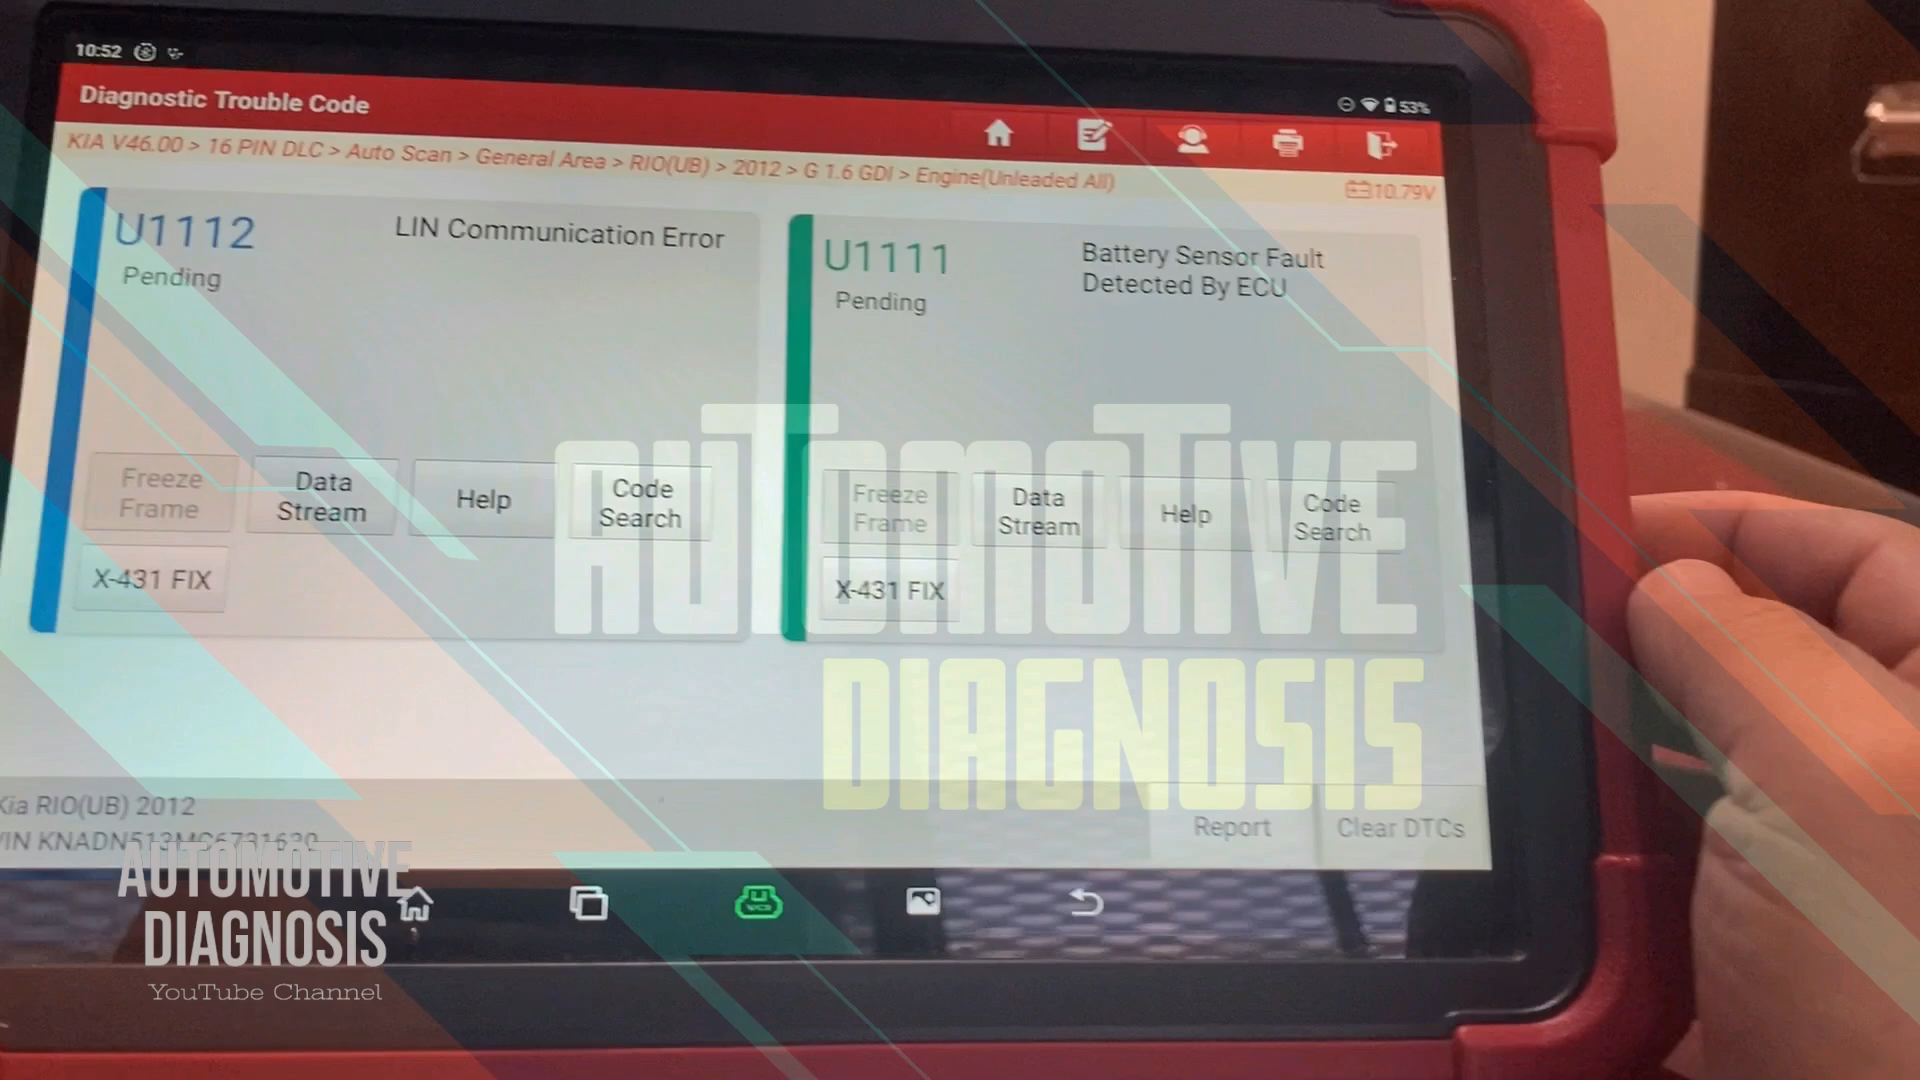 10:52
53%
Diagnostic Trouble Code
KIA V46.00 > 16 PIN DLC > Auto Scan > General Area > RIO(UB) > 2012 > G 1.6 GDI > Engine(Unleaded All)
10.79V
U1112
LIN Communication Error
Pending
Freeze
Frame
Data
Stream
Help
Code
Search
X-431 FIX
U1111
Battery Sensor Fault
Detected By ECU
Pending
Freeze
Frame
Data
Stream
Help
Code
Search
X-431 FIX
AUTOMOTIVE
DIAGNOSIS
Kia RIO(UB) 2012
Report
Clear DTCs
AUTOMOTIVE
DIAGNOSIS
YouTube Channel